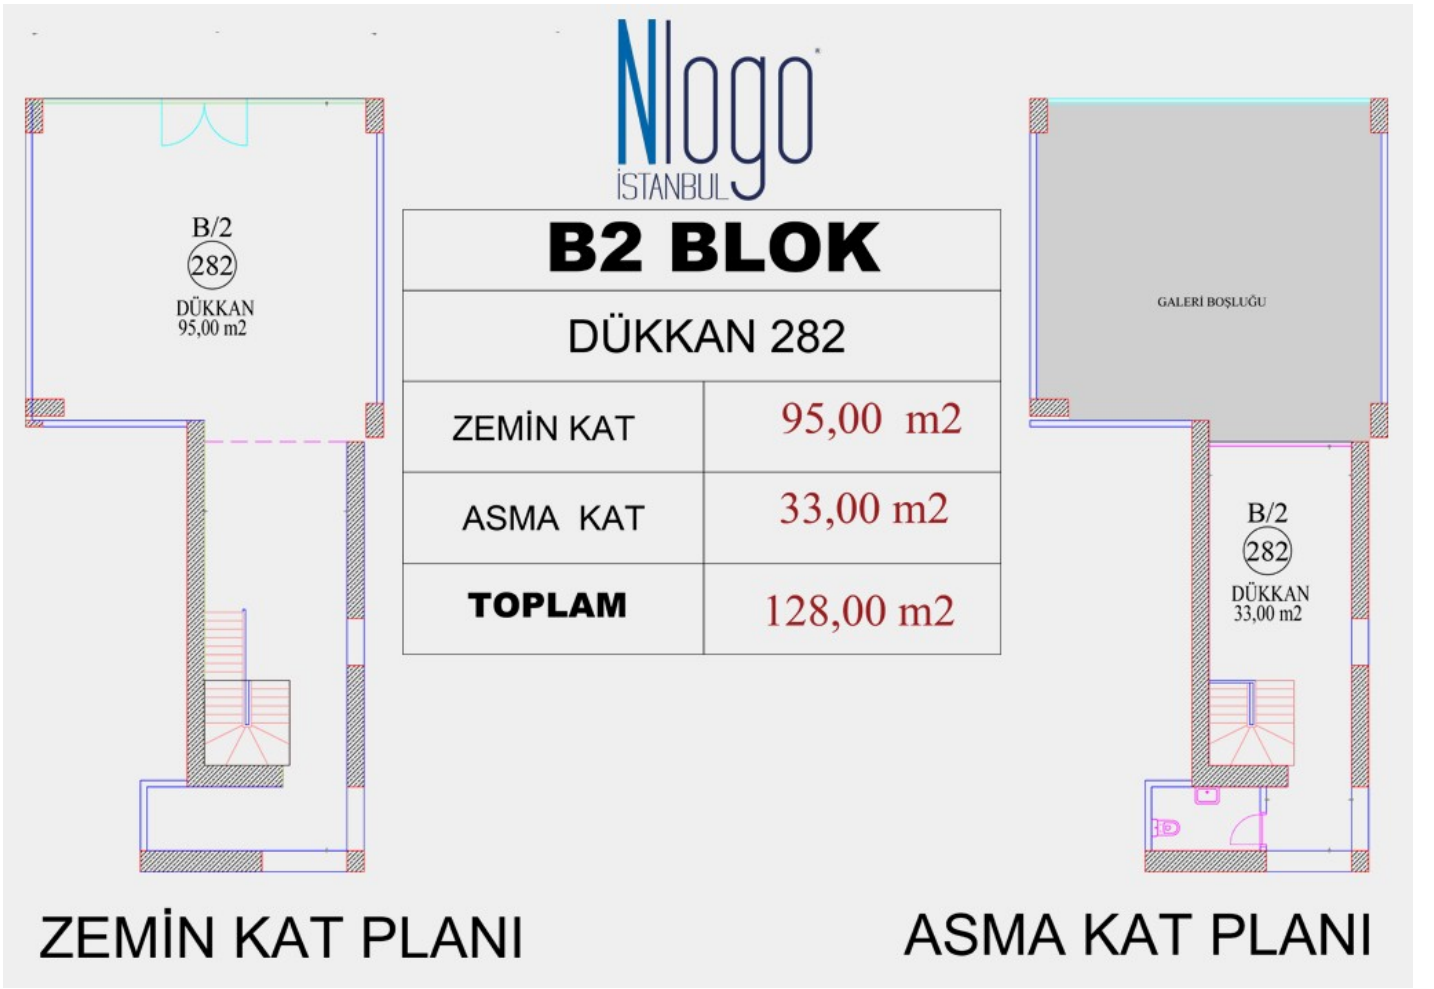 Nlogo
İSTANBUL
B2 BLOK
DÜKKAN 282
ZEMİN KAT 95,00 m2
ASMA KAT 33,00 m2
TOPLAM 128,00 m2
B/2
282
DÜKKAN
95,00 m2
ZEMİN KAT PLANI
GALERİ BOŞLUĞU
B/2
282
DÜKKAN
33,00 m2
ASMA KAT PLANI